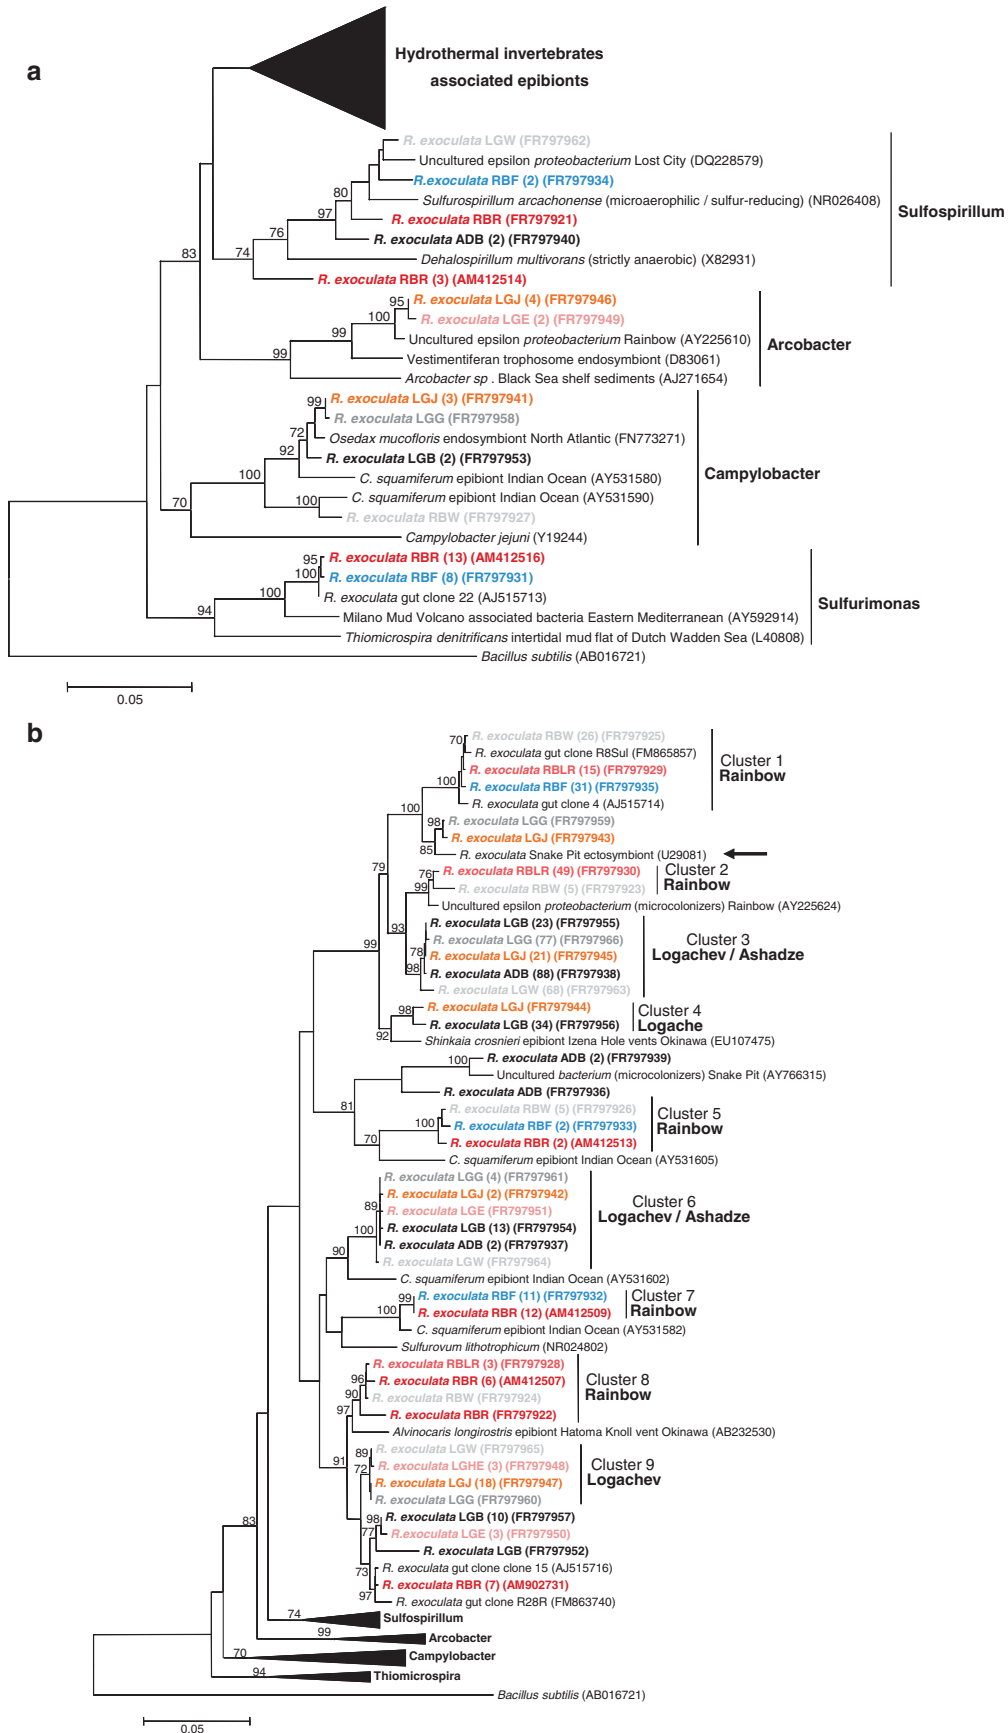 a
Hydrothermal invertebrates
associated epibionts
R. exoculata LGW (FR797962)
Uncultured epsilon proteobacterium Lost City (DQ228579)
R.exoculata RBF (2) (FR797934)
80
Sulfurospirillum arcachonense (microaerophilic / sulfur-reducing) (NR026408)
Sulfospirillum
97
R. exoculata RBR (FR797921)
76
R. exoculata ADB (2) (FR797940)
83
74
Dehalospirillum multivorans (strictly anaerobic) (X82931)
R. exoculata RBR (3) (AM412514)
95
R. exoculata LGJ (4) (FR797946)
100
R. exoculata LGE (2) (FR797949)
99
Uncultured epsilon proteobacterium Rainbow (AY225610)
Arcobacter
99
Vestimentiferan trophosome endosymbiont (D83061)
Arcobacter sp . Black Sea shelf sediments (AJ271654)
99
R. exoculata LGJ (3) (FR797941)
R. exoculata LGG (FR797958)
72
Osedax mucofloris endosymbiont North Atlantic (FN773271)
92
R. exoculata LGB (2) (FR797953)
100
C. squamiferum epibiont Indian Ocean (AY531580)
Campylobacter
70
100
C. squamiferum epibiont Indian Ocean (AY531590)
R. exoculata RBW (FR797927)
Campylobacter jejuni (Y19244)
95
R. exoculata RBR (13) (AM412516)
100
R. exoculata RBF (8) (FR797931)
100
R. exoculata gut clone 22 (AJ515713)
Sulfurimonas
94
Milano Mud Volcano associated bacteria Eastern Mediterranean (AY592914)
Thiomicrospira denitrificans intertidal mud flat of Dutch Wadden Sea (L40808)
Bacillus subtilis (AB016721)
0.05
b
R. exoculata RBW (26) (FR797925)
70
R. exoculata gut clone R8Sul (FM865857)
Cluster 1
Rainbow
R. exoculata RBLR (15) (FR797929)
100
R. exoculata RBF (31) (FR797935)
100
R. exoculata gut clone 4 (AJ515714)
98
R. exoculata LGG (FR797959)
R. exoculata LGJ (FR797943)
85
R. exoculata Snake Pit ectosymbiont (U29081)
79
76
R. exoculata RBLR (49) (FR797930)
Cluster 2
Rainbow
99
R. exoculata RBW (5) (FR797923)
Uncultured epsilon proteobacterium (microcolonizers) Rainbow (AY225624)
93
R. exoculata LGB (23) (FR797955)
99
R. exoculata LGG (77) (FR797966)
Cluster 3
Logachev / Ashadze
78
R. exoculata LGJ (21) (FR797945)
98
R. exoculata ADB (88) (FR797938)
R. exoculata LGW (68) (FR797963)
98
R. exoculata LGJ (FR797944)
Cluster 4
Logache
R. exoculata LGB (34) (FR797956)
92
Shinkaia crosnieri epibiont Izena Hole vents Okinawa (EU107475)
100
R. exoculata ADB (2) (FR797939)
Uncultured bacterium (microcolonizers) Snake Pit (AY766315)
R. exoculata ADB (FR797936)
81
R. exoculata RBW (5) (FR797926)
Cluster 5
Rainbow
100
R. exoculata RBF (2) (FR797933)
70
R. exoculata RBR (2) (AM412513)
C. squamiferum epibiont Indian Ocean (AY531605)
R. exoculata LGG (4) (FR797961)
R. exoculata LGJ (2) (FR797942)
89
R. exoculata LGE (FR797951)
Cluster 6
Logachev / Ashadze
100
R. exoculata LGB (13) (FR797954)
90
R. exoculata ADB (2) (FR797937)
R. exoculata LGW (FR797964)
C. squamiferum epibiont Indian Ocean (AY531602)
99
R. exoculata RBF (11) (FR797932)
Cluster 7
Rainbow
100
R. exoculata RBR (12) (AM412509)
C. squamiferum epibiont Indian Ocean (AY531582)
Sulfurovum lithotrophicum (NR024802)
R. exoculata RBLR (3) (FR797928)
96
R. exoculata RBR (6) (AM412507)
Cluster 8
Rainbow
90
R. exoculata RBW (FR797924)
97
R. exoculata RBR (FR797922)
Alvinocaris longirostris epibiont Hatoma Knoll vent Okinawa (AB232530)
89
R. exoculata LGW (FR797965)
91
72
R. exoculata LGHE (3) (FR797948)
Cluster 9
Logachev
R. exoculata LGJ (18) (FR797947)
R. exoculata LGG (FR797960)
98
R. exoculata LGB (10) (FR797957)
77
R.exoculata LGE (3) (FR797950)
R. exoculata LGB (FR797952)
73
R. exoculata gut clone clone 15 (AJ515716)
R. exoculata RBR (7) (AM902731)
97
R. exoculata gut clone R28R (FM863740)
83
74
Sulfospirillum
99
Arcobacter
70
Campylobacter
94
Thiomicrospira
Bacillus subtilis (AB016721)
0.05